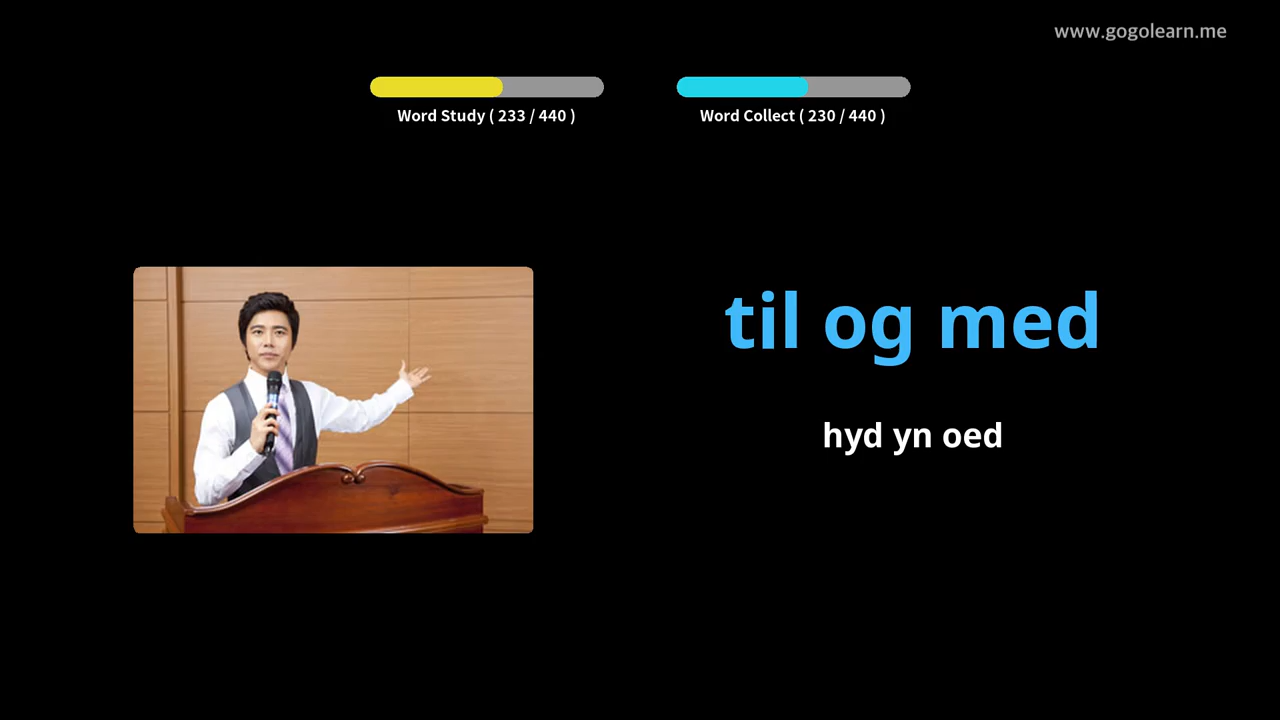 www.gogolearn.me
Word Study ( 233 / 440 )
Word Collect ( 230 / 440 )
til og med
hyd yn oed